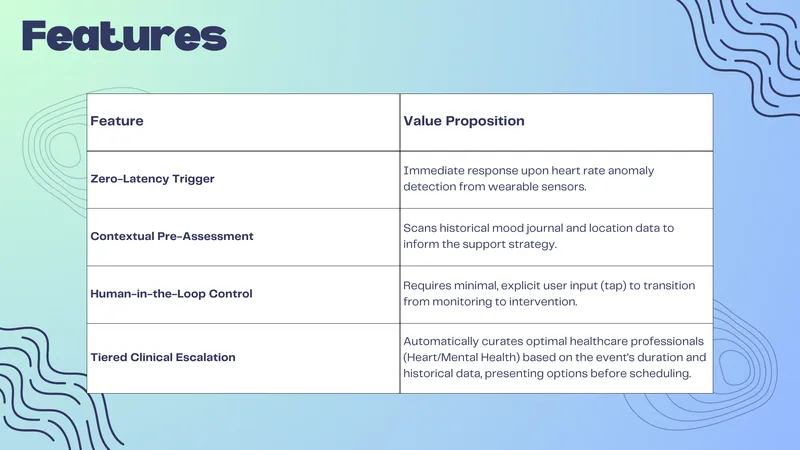 Features
Feature
Value Proposition
Zero-Latency Trigger
Immediate response upon heart rate anomaly
detection from wearable sensors.
Contextual Pre-Assessment
Scans historical mood journal and location data to
inform the support strategy.
Human-in-the-Loop Control
Requires minimal, explicit user input (tap) to transition
from monitoring to intervention.
Tiered Clinical Escalation
Automatically curates optimal healthcare professionals
(Heart/Mental Health) based on the event's duration and
historical data, presenting options before scheduling.